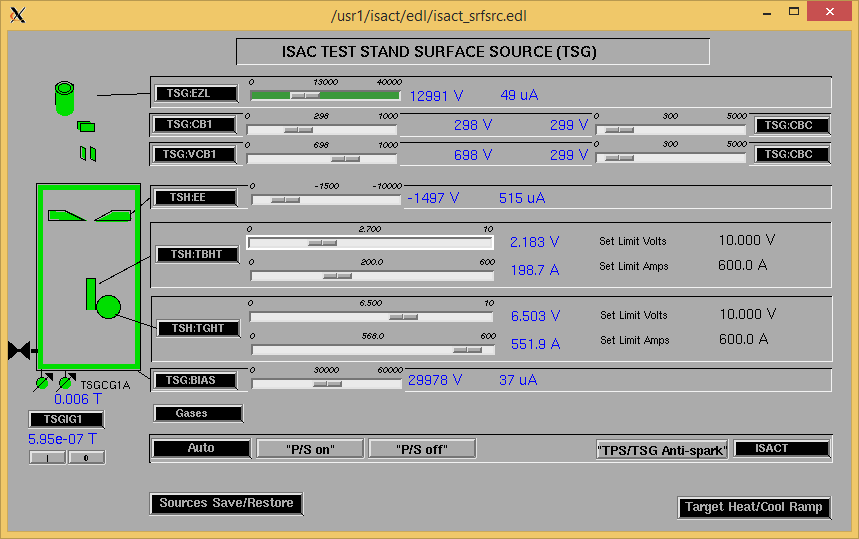 /usr1/isact/edl/isact_srfsrc.edl
ISAC TEST STAND SURFACE SOURCE (TSG)
TSG:EZL 0 13000 40000 12991 V 49 uA
TSG:CB1 0 298 1000 298 V 299 V 0 300 5000 TSG:CBC
TSG:VCB1 0 698 1000 698 V 299 V 0 300 5000 TSG:CBC
TSH:EE 0 -1500 -10000 -1497 V 515 uA
0 2.700 10 2.183 V Set Limit Volts 10.000 V
TSH:TBHT
0 200.0 600 198.7 A Set Limit Amps 600.0 A
0 6.500 10 6.503 V Set Limit Volts 10.000 V
TSH:TGHT
0 568.0 600 551.9 A Set Limit Amps 600.0 A
TSG:BIAS 0 30000 60000 29978 V 37 uA
TSGCG1A
0.006 T
TSGIG1
5.95e-07 T
I 0
Gases
Auto "P/S on" "P/S off" "TPS/TSG Anti-spark" ISACT
Sources Save/Restore
Target Heat/Cool Ramp